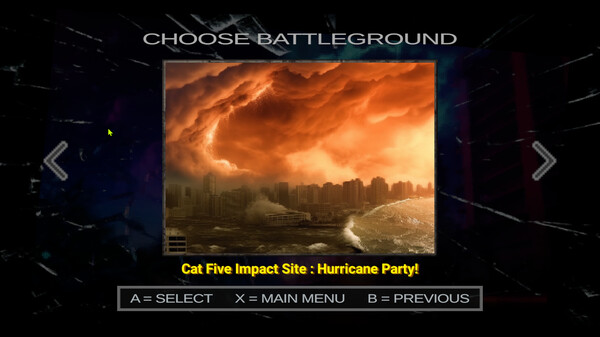 CHOOSE BATTLEGROUND
Cat Five Impact Site : Hurricane Party!
A = SELECT X = MAIN MENU B = PREVIOUS